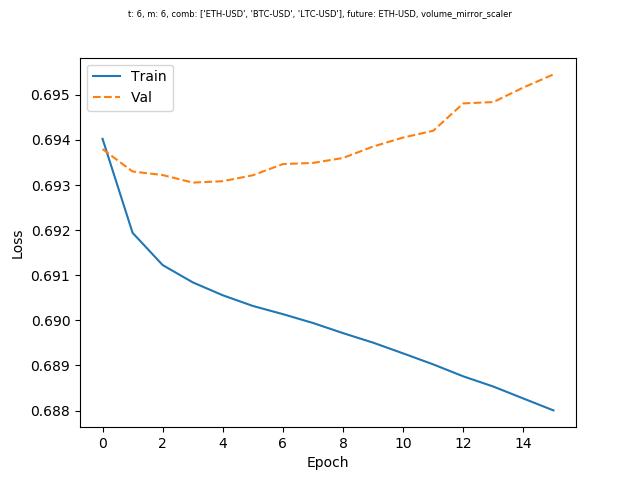 t: 6, m: 6, comb: ['ETH-USD', 'BTC-USD', 'LTC-USD'], future: ETH-USD, volume_mirror_scaler
Train
Val
0.695
0.694
0.693
0.692
0.691
0.690
0.689
0.688
Loss
0 2 4 6 8 10 12 14
Epoch